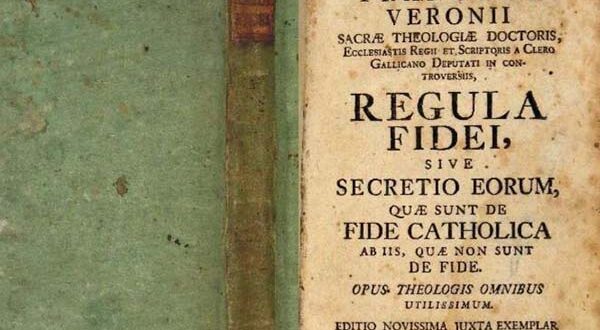 VERONII
SACRÆ THEOLOGIÆ DOCTORIS,
ECCLESIASTIS REGII ET SCRIPTORIS A CLERO
GALLICANO DEPUTATI IN CON-
TROVERSIIS,
REGULA
FIDEI,
SIVE
SECRETIO EORUM,
QUÆ SUNT DE
FIDE CATHOLICA
AB IIS, QUÆ NON SUNT
DE FIDE.
OPUS THEOLOGIS OMNIBUS
UTILISSIMUM.
EDITIO NOVISSIMA JUXTA EXEMPLAR